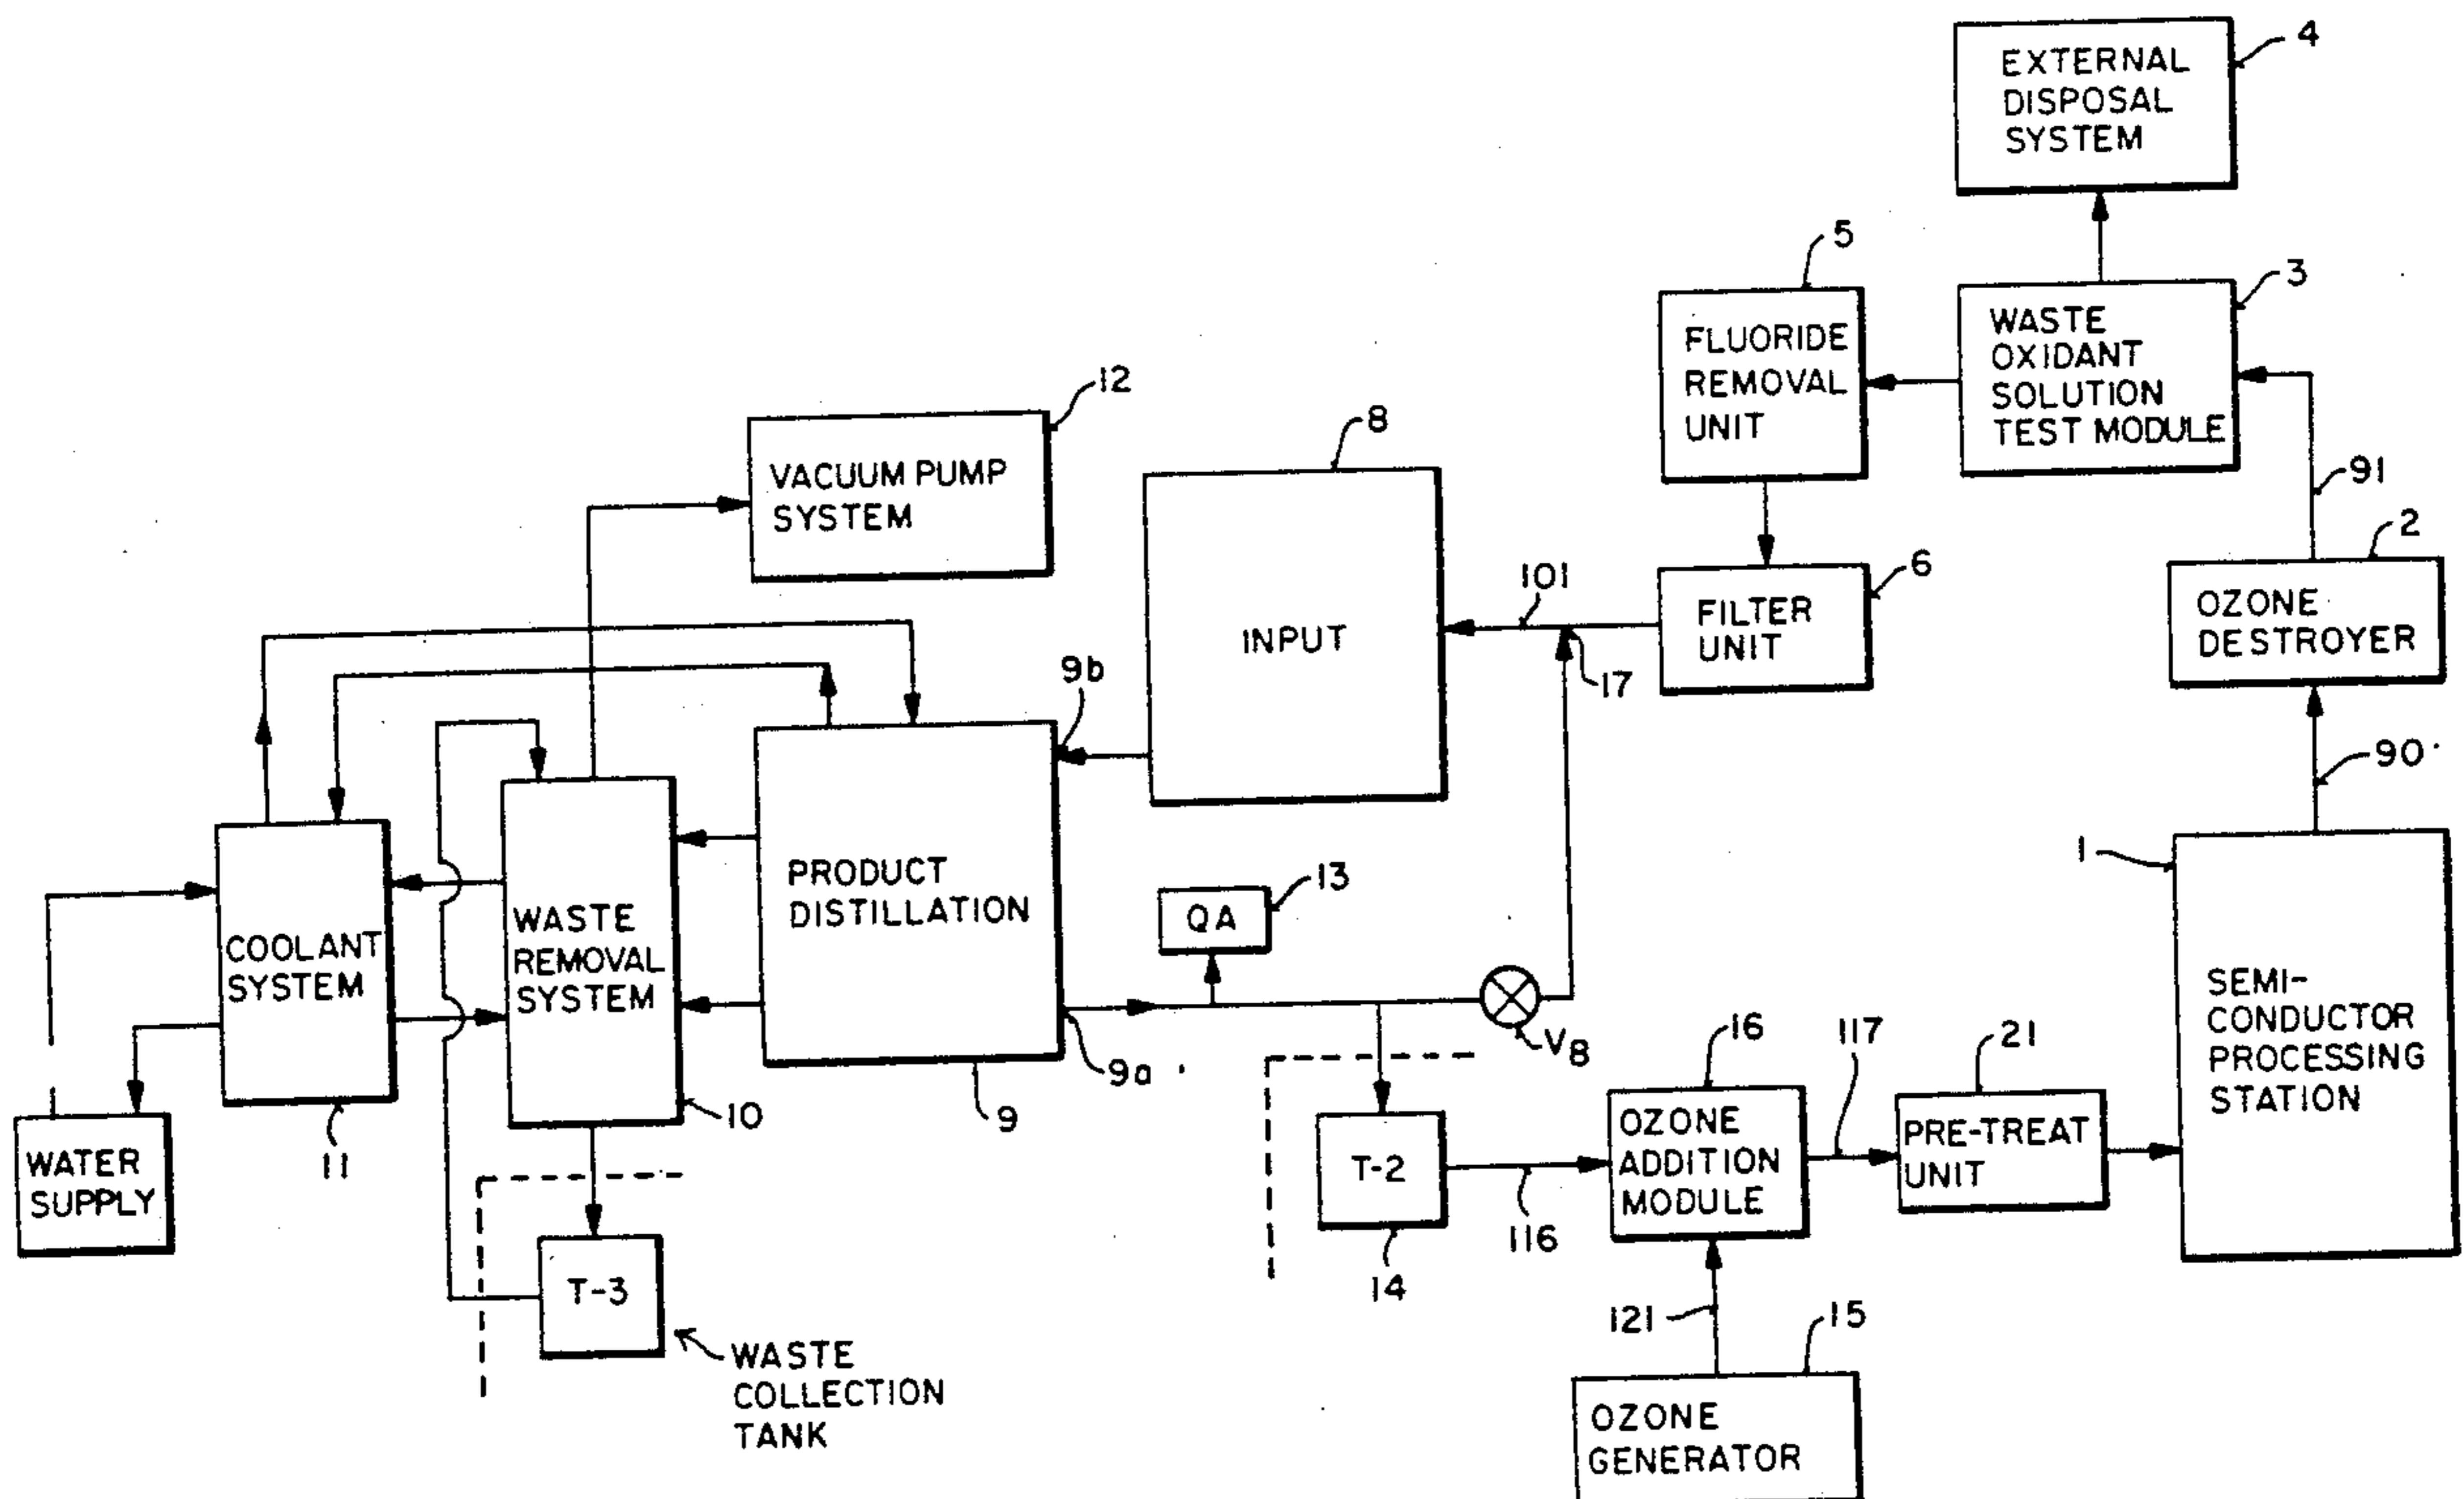 4
EXTERNAL
DISPOSAL
SYSTEM
5
3
FLUORIDE
REMOVAL
UNIT
WASTE
OXIDANT
SOLUTION
TEST MODULE
12
VACUUM PUMP
SYSTEM
8
INPUT
91
2
OZONE
DESTROYER
101
6
FILTER
UNIT
17
9b
90
1
SEMI-
CONDUCTOR
PROCESSING
STATION
PRODUCT
DISTILLATION
13
QA
WASTE
REMOVAL
SYSTEM
COOLANT
SYSTEM
V8
9a
9
10
11
WATER
SUPPLY
16
117
21
OZONE
ADDITION
MODULE
PRE-TREAT
UNIT
T-2
116
14
T-3
121
15
WASTE
COLLECTION
TANK
OZONE
GENERATOR